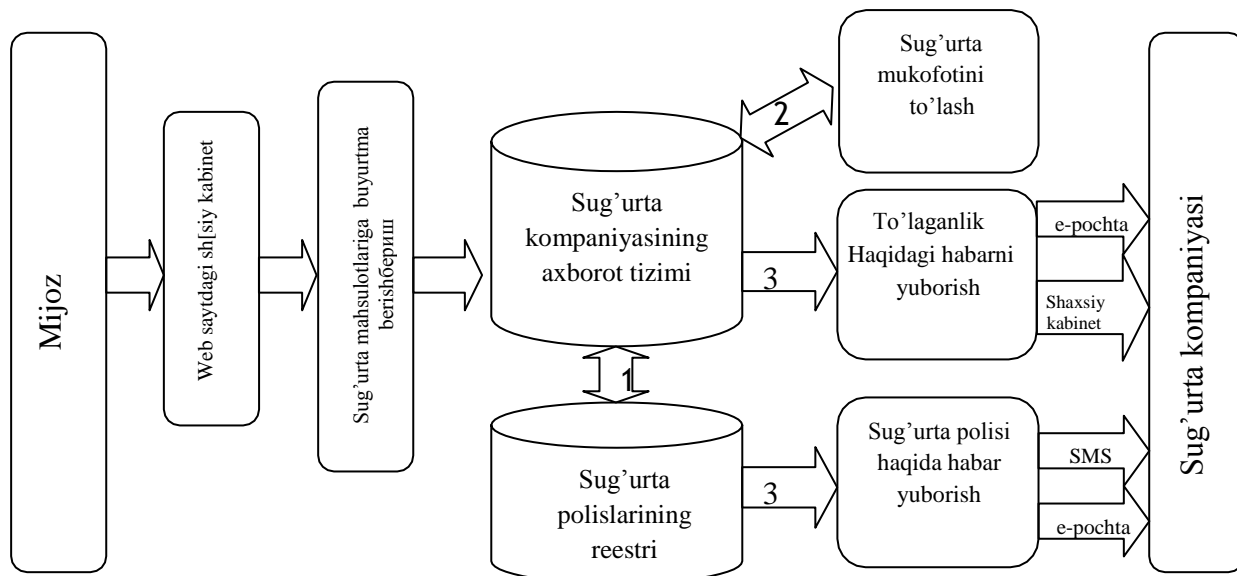 Mijoz
Web saytdagi sh[siy kabinet
Sug’urta mahsulotlariga buyurtma
berishбериш
Sug’urta
kompaniyasining
axborot tizimi
1
Sug’urta
polislarining
reestri
2
Sug’urta
mukofotini
to’lash
3
To’laganlik
Haqidagi habarni
yuborish
e-pochta
Shaxsiy
kabinet
3
Sug’urta polisi
haqida habar
yuborish
SMS
e-pochta
Sug’urta kompaniyasi